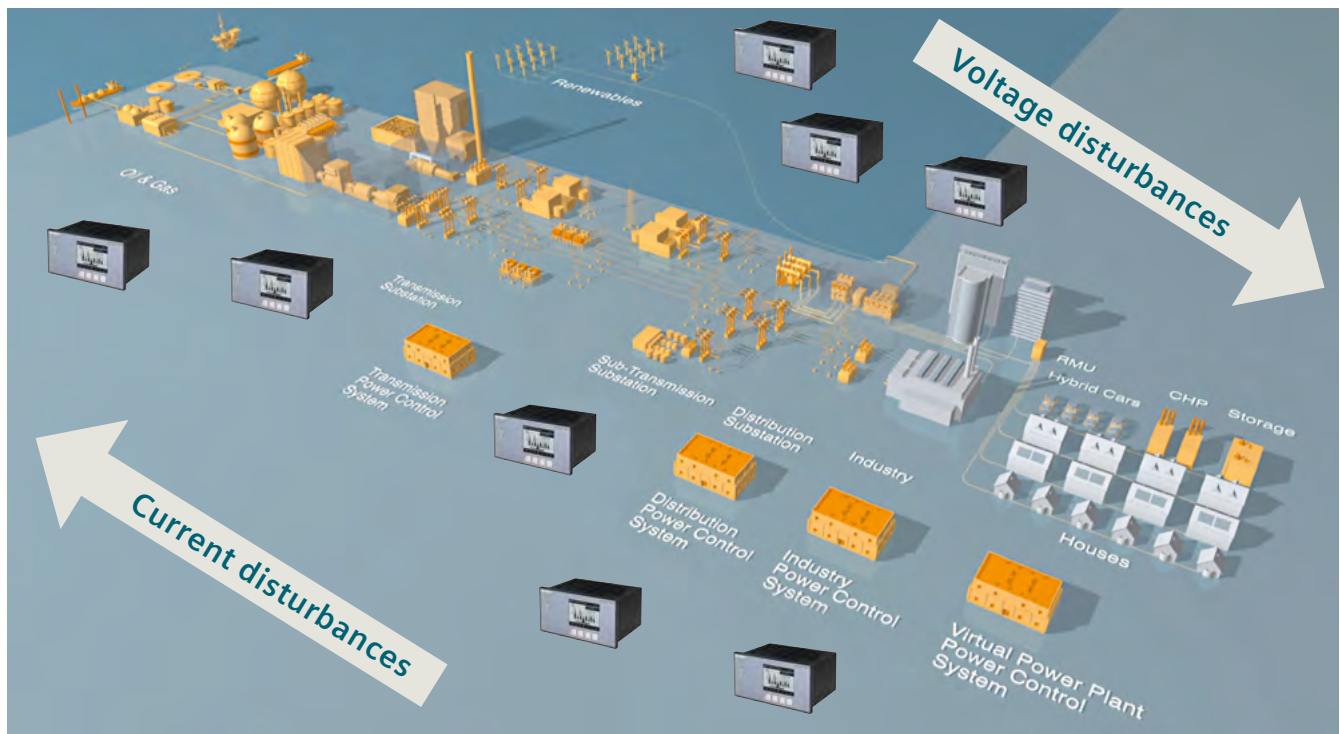 Voltage disturbances
Renewables
Oil & Gas
Transmission
Substation
Transmission
Power Control
System
Sub-Transmission
Substation
RMU
Hybrid Cars
CHP
Storage
Distribution
Substation
Industry
Current disturbances
Distribution
Power Control
System
Industry
Power Control
System
Houses
Virtual Power Plant
Power Control
System